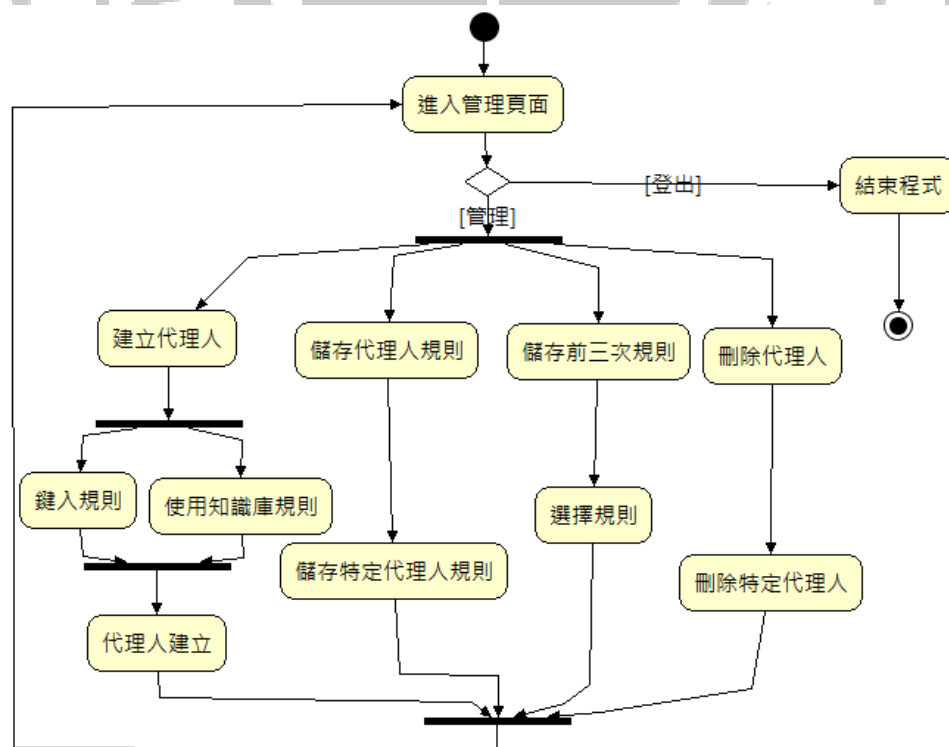 進入管理頁面
[登出]
結束程式
[管理]
建立代理人
儲存代理人規則
儲存前三次規則
刪除代理人
鍵入規則
使用知識庫規則
選擇規則
儲存特定代理人規則
刪除特定代理人
代理人建立